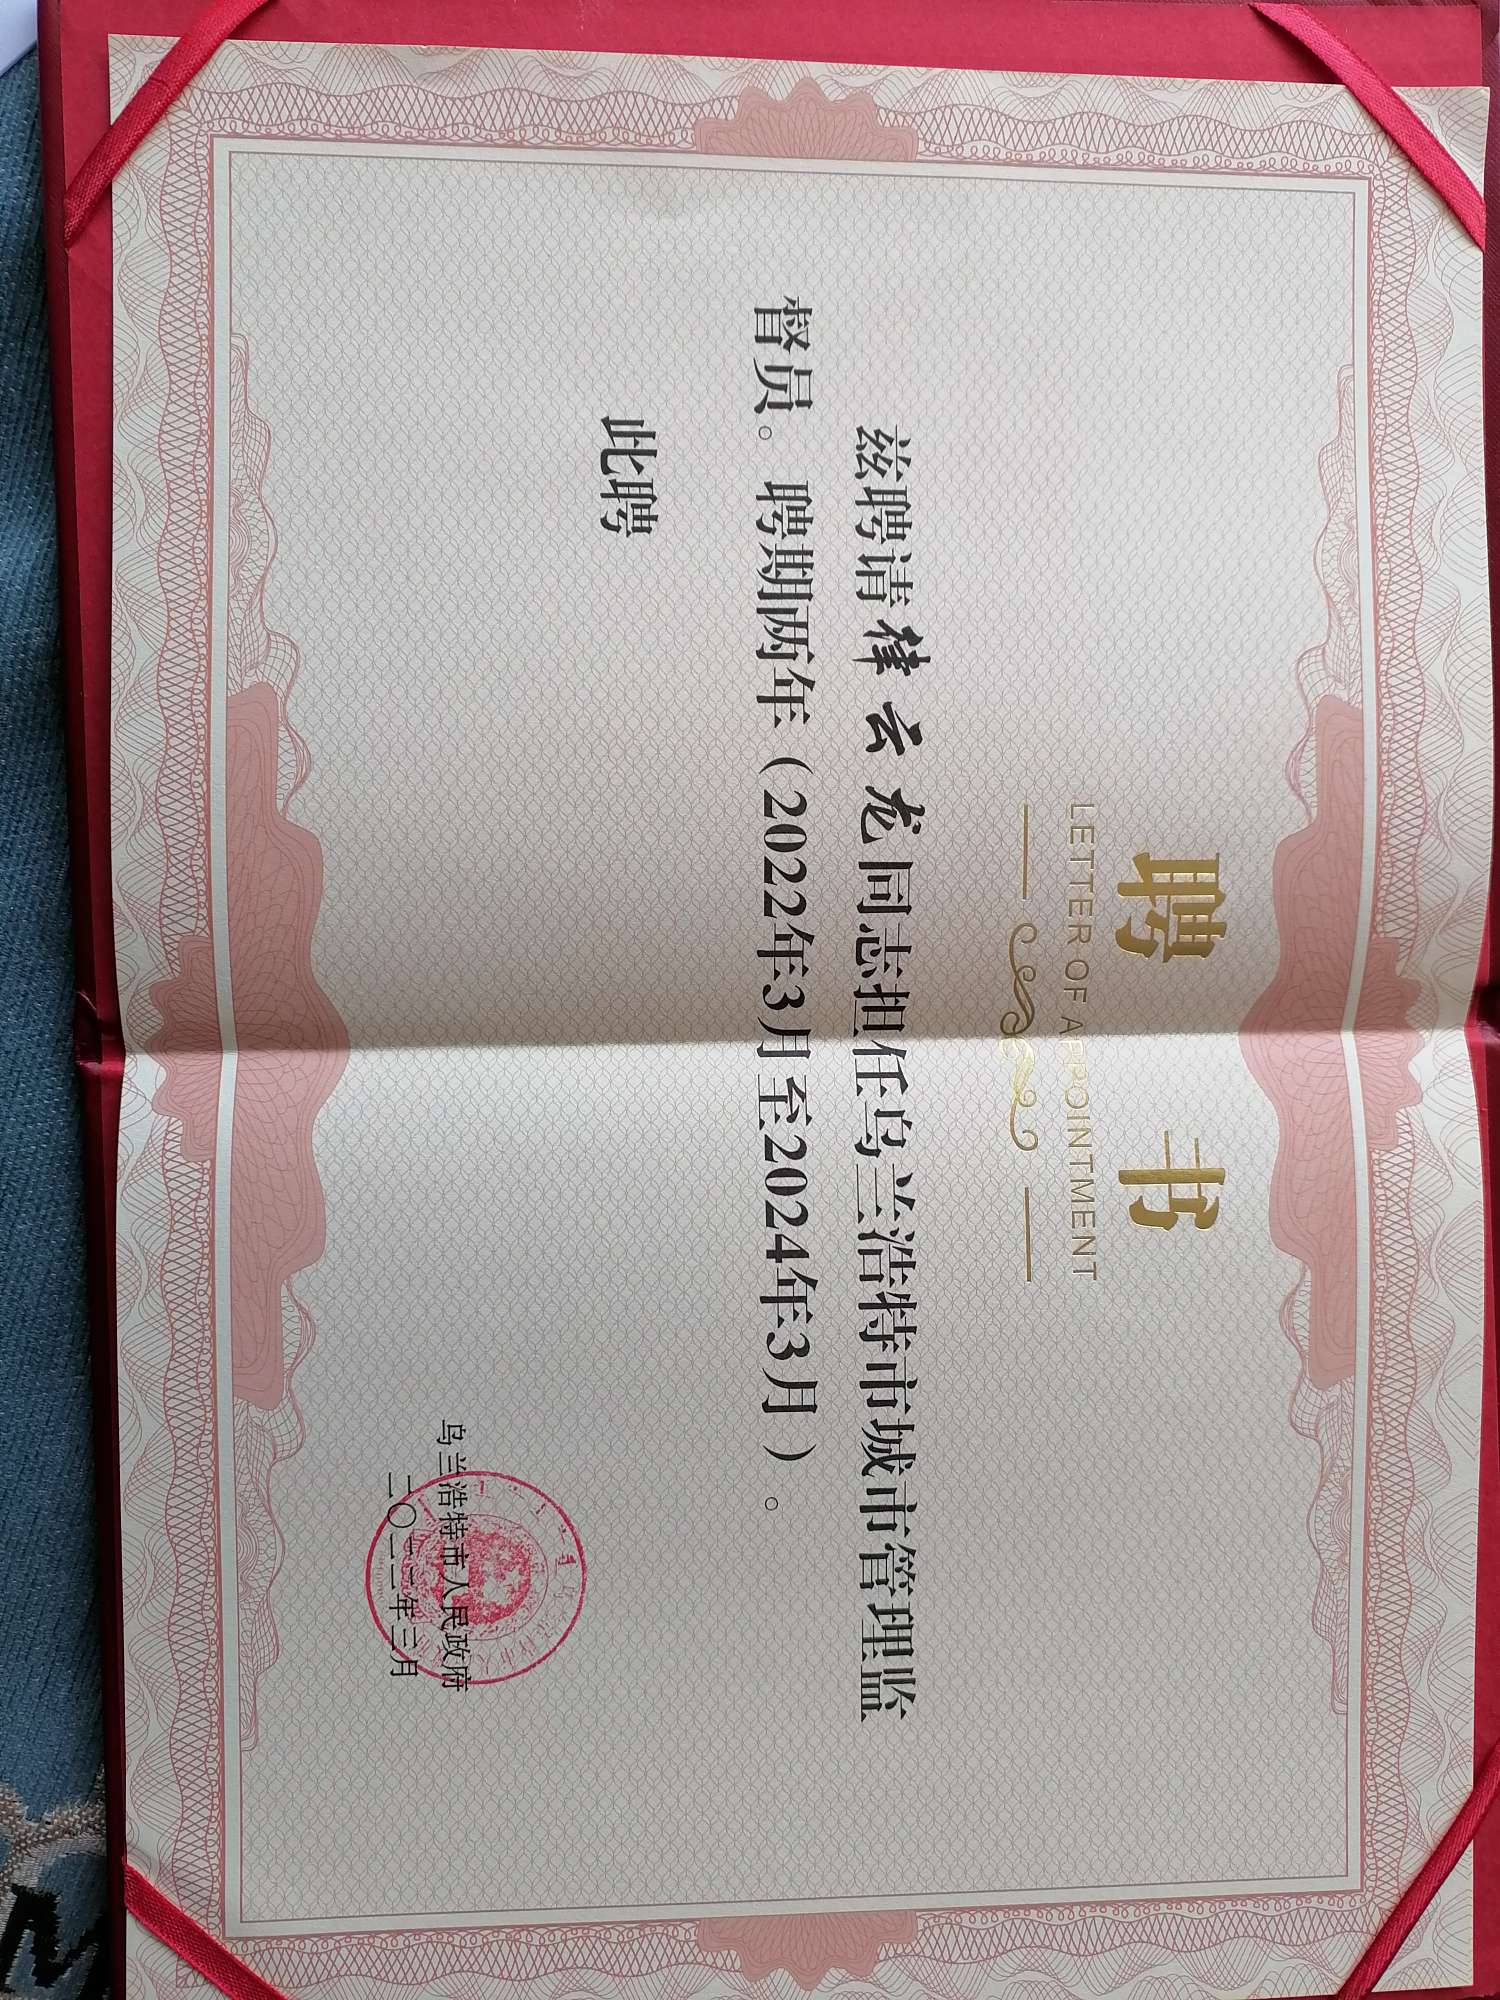 聘书
LETTER OF APPOINTMENT
兹聘请律云龙同志担任乌兰浩特市城市管理监
督员。聘期两年（2022年3月至2024年3月）。
此聘
乌兰浩特市人民政府
二〇二二年三月